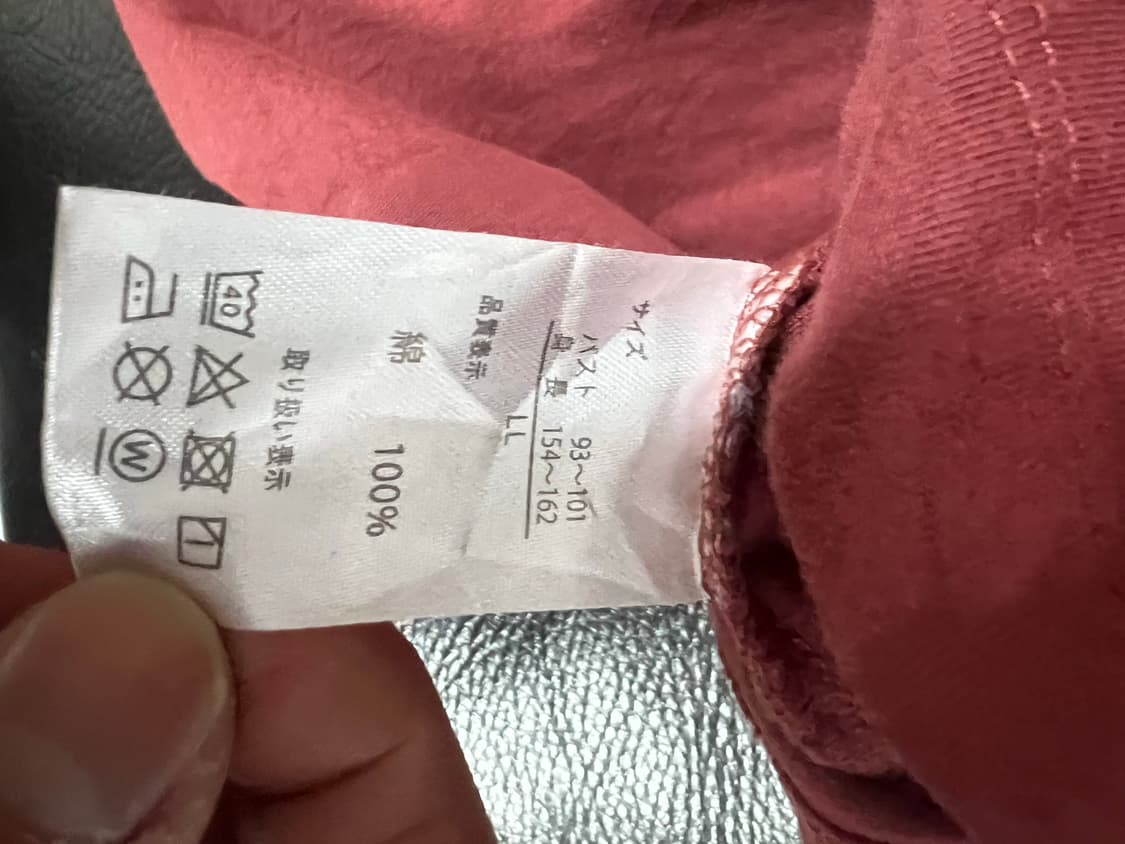 サイズ
バスト 93～101
身長 154～162
LL
品質表示
綿 100%
取り扱い表示
40
W